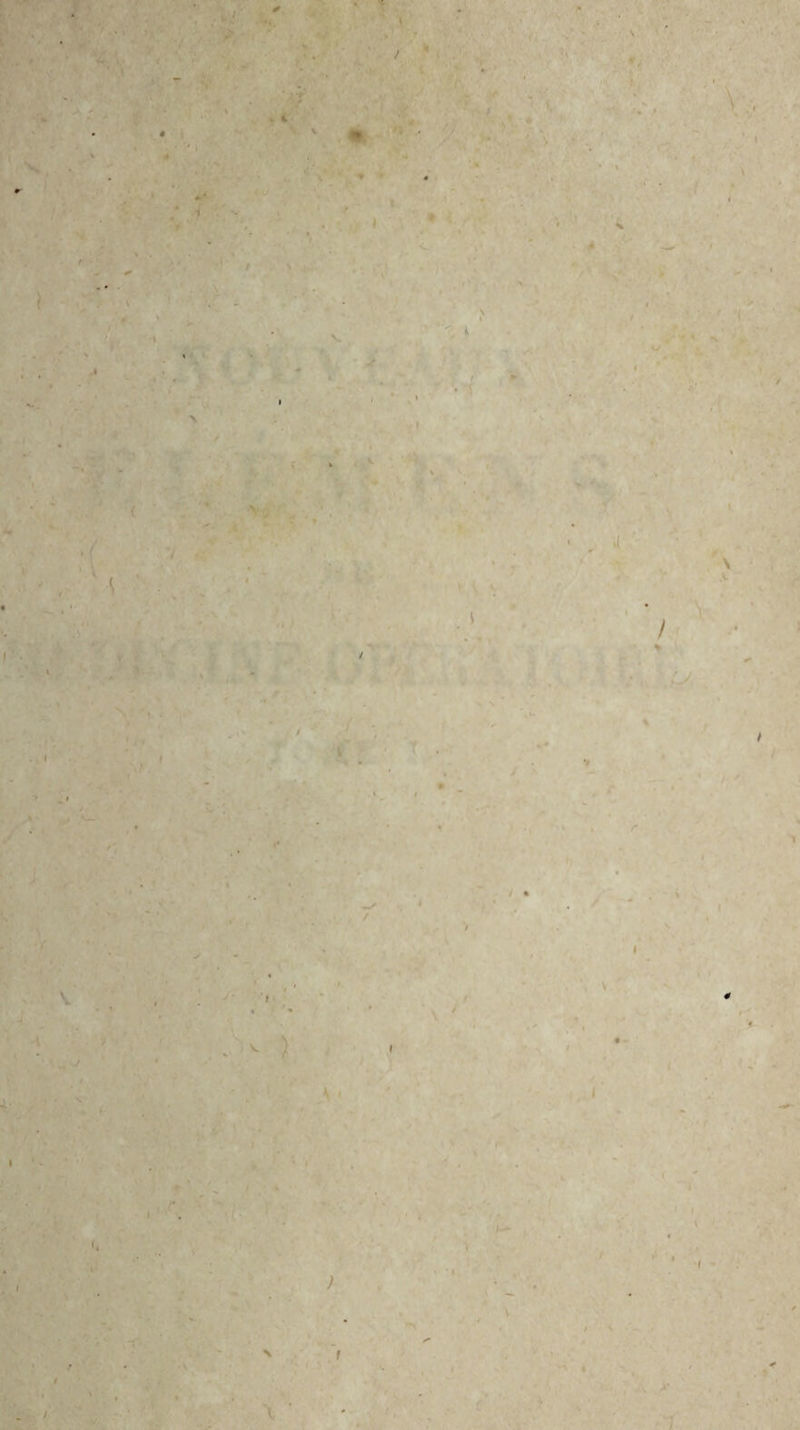 NOUVEAUX
ÉLÉMENS
DE
MÉDECINE OPÉRATOIRE
TOME I.